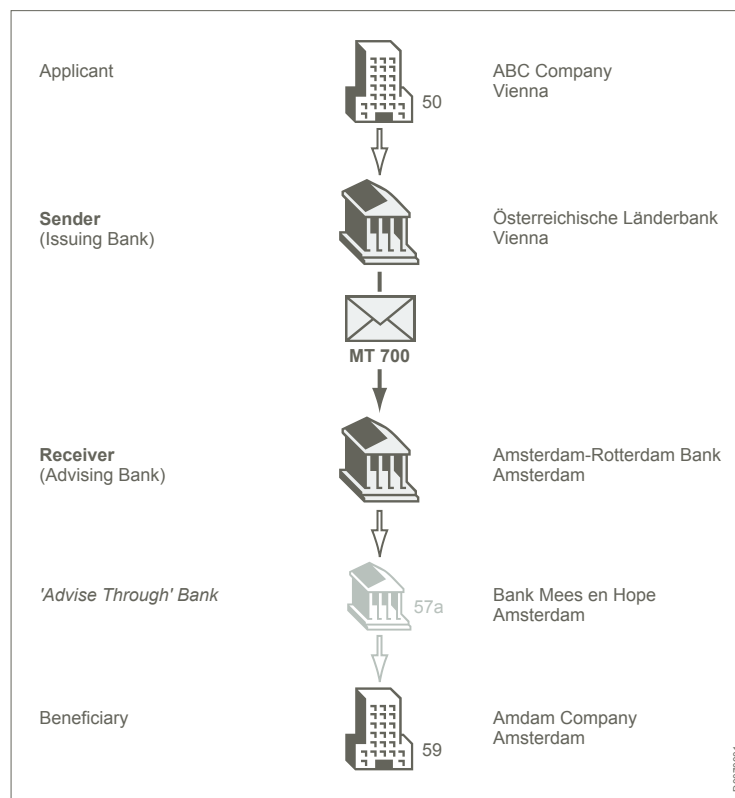 Applicant
50
ABC Company
Vienna
Sender
(Issuing Bank)
Österreichische Länderbank
Vienna
MT 700
Receiver
(Advising Bank)
Amsterdam-Rotterdam Bank
Amsterdam
'Advise Through' Bank
57a
Bank Mees en Hope
Amsterdam
Beneficiary
59
Amdam Company
Amsterdam